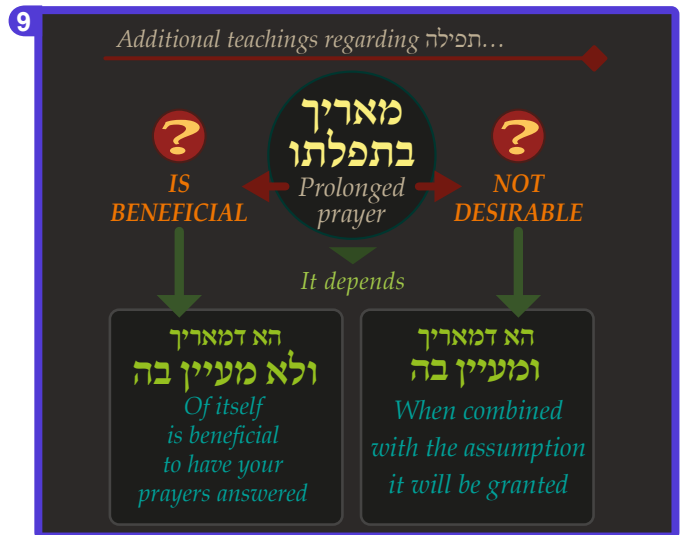 9
Additional teachings regarding תפילה...
מאריך
בתפלתו
Prolonged
prayer
?
IS
BENEFICIAL
?
NOT
DESIRABLE
It depends
הא דמאריך
ולא מעיין בה
Of itself
is beneficial
to have your
prayers answered
הא דמאריך
ומעיין בה
When combined
with the assumption
it will be granted